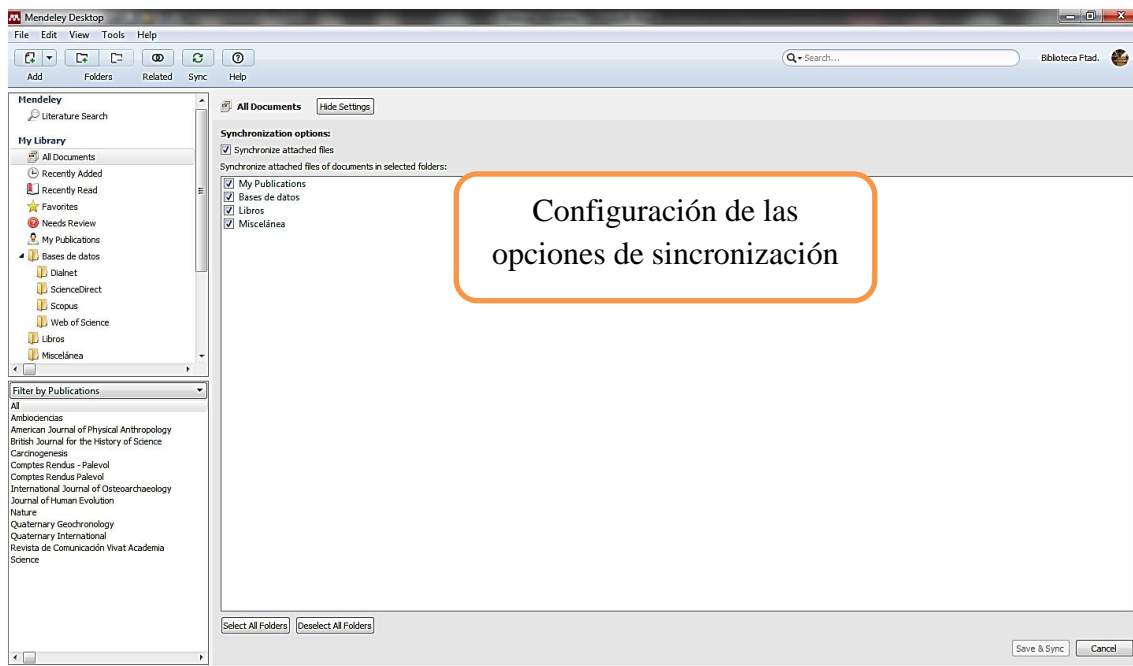 Mendeley Desktop
File Edit View Tools Help
Search...
Biblioteca Ftad.
Add Folders Related Sync Help
Mendeley
Literature Search
My Library
All Documents
Recently Added
Recently Read
Favorites
Needs Review
My Publications
Bases de datos
Dialnet
ScienceDirect
Scopus
Web of Science
Libros
Miscelánea
Filter by Publications
All
Ambiociencias
American Journal of Physical Anthropology
British Journal for the History of Science
Carcinogenesis
Comptes Rendus - Palevol
Comptes Rendus Palevol
International Journal of Osteoarchaeology
Journal of Human Evolution
Nature
Quaternary Geochronology
Quaternary International
Revista de Comunicación Vivat Academia
Science
All Documents Hide Settings
Synchronization options:
Synchronize attached files
Synchronize attached files of documents in selected folders:
My Publications
Bases de datos
Libros
Miscelánea
Configuración de las
opciones de sincronización
Select All Folders Deselect All Folders
Save & Sync Cancel